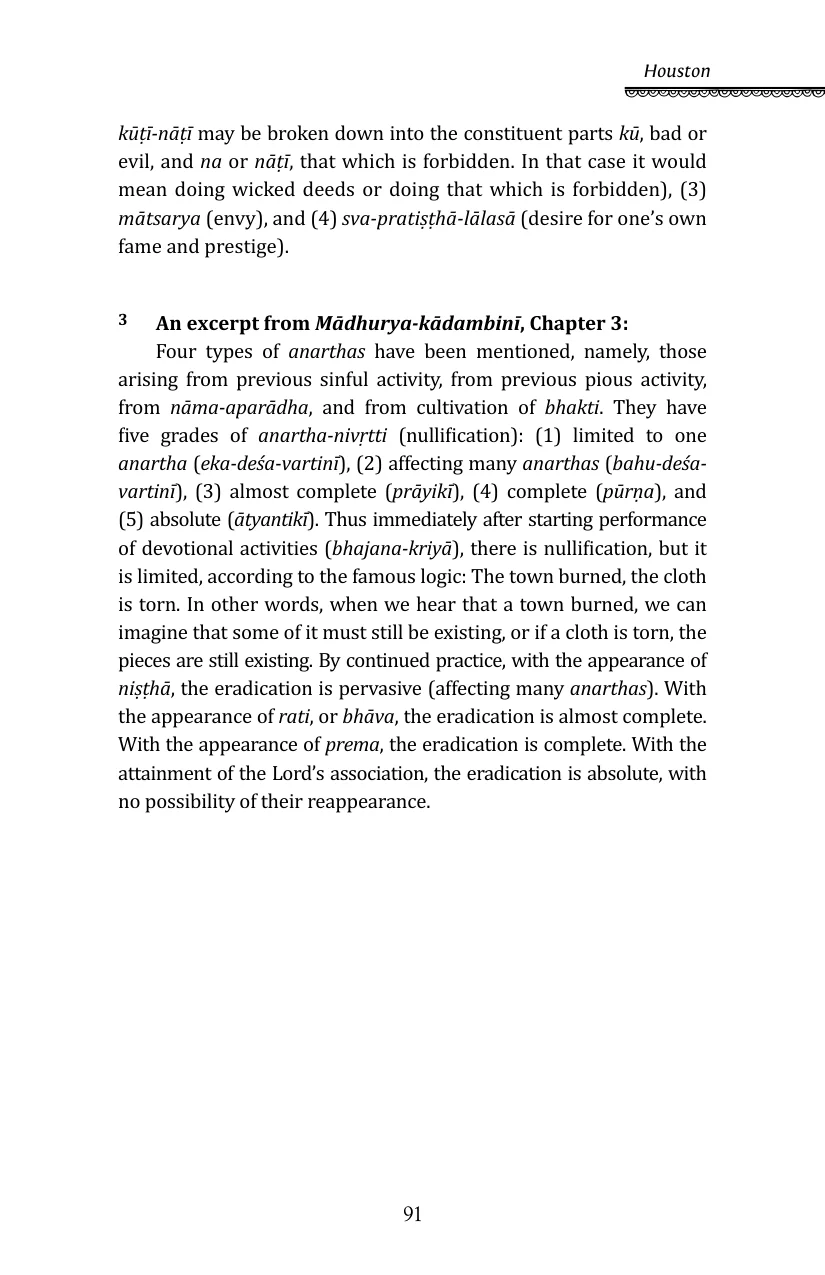 Houston
kūṭī-nāṭī may be broken down into the constituent parts kū, bad or
evil, and na or nāṭī, that which is forbidden. In that case it would
mean doing wicked deeds or doing that which is forbidden), (3)
mātsarya (envy), and (4) sva-pratiṣṭhā-lālasā (desire for one’s own
fame and prestige).
3 An excerpt from Mādhurya-kādambinī, Chapter 3:
Four types of anarthas have been mentioned, namely, those
arising from previous sinful activity, from previous pious activity,
from nāma-aparādha, and from cultivation of bhakti. They have
five grades of anartha-nivṛtti (nullification): (1) limited to one
anartha (eka-deśa-vartinī), (2) affecting many anarthas (bahu-deśa-
vartinī), (3) almost complete (prāyikī), (4) complete (pūrṇa), and
(5) absolute (ātyantikī). Thus immediately after starting performance
of devotional activities (bhajana-kriyā), there is nullification, but it
is limited, according to the famous logic: The town burned, the cloth
is torn. In other words, when we hear that a town burned, we can
imagine that some of it must still be existing, or if a cloth is torn, the
pieces are still existing. By continued practice, with the appearance of
niṣṭhā, the eradication is pervasive (affecting many anarthas). With
the appearance of rati, or bhāva, the eradication is almost complete.
With the appearance of prema, the eradication is complete. With the
attainment of the Lord’s association, the eradication is absolute, with
no possibility of their reappearance.
91